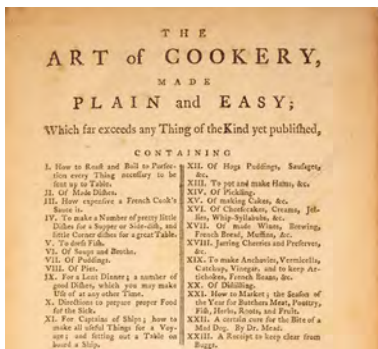 THE
ART of COOKERY,
MADE
PLAIN and EASY;
Which far exceeds any Thing of the Kind yet published,
CONTAINING
I. How to Roast and Boil to Perfec-
tion every Thing necessary to be
sent up to Table.
II. Of Made Dishes.
III. How expensive a French Cook's
Sauce is.
IV. To make a Number of pretty little
Dishes for a Supper or Side-dish, and
little Corner dishes for a great Table.
V. To dress Fish.
VI. Of Soups and Broths.
VII. Of Puddings.
VIII. Of Pies.
IX. For a Lent Dinner; a number of
good Dishes, which you may make
Use of at any other Time.
X. Directions to prepare proper Food
for the Sick.
XI. For Captains of Ships; how to
make all useful Things for a Voy-
age; and setting out a Table on
board a Ship.
XII. Of Hogs Puddings, Sausages,
&c.
XIII. To pot and make Hams, &c.
XIV. Of Pickling.
XV. Of making Cakes, &c.
XVI. Of Cheesecakes, Creams, Jel-
lies, Whip-Syllabubs, &c.
XVII. Of made Wines, Brewing,
French Bread, Muffins, &c.
XVIII. Jarring Cherries and Preserves,
&c.
XIX. To make Anchovies, Vermicella,
Catchup, Vinegar, and to keep Ar-
tichokes, French Beans, &c.
XX. Of Distilling.
XXI. How to Market; the Season of
the Year for Butchers Meat, Poultry,
Fish, Herbs, Roots, and Fruit.
XXII. A certain cure for the Bite of a
Mad Dog. By Dr. Mead.
XXIII. A Receipt to keep clear from
Buggs.